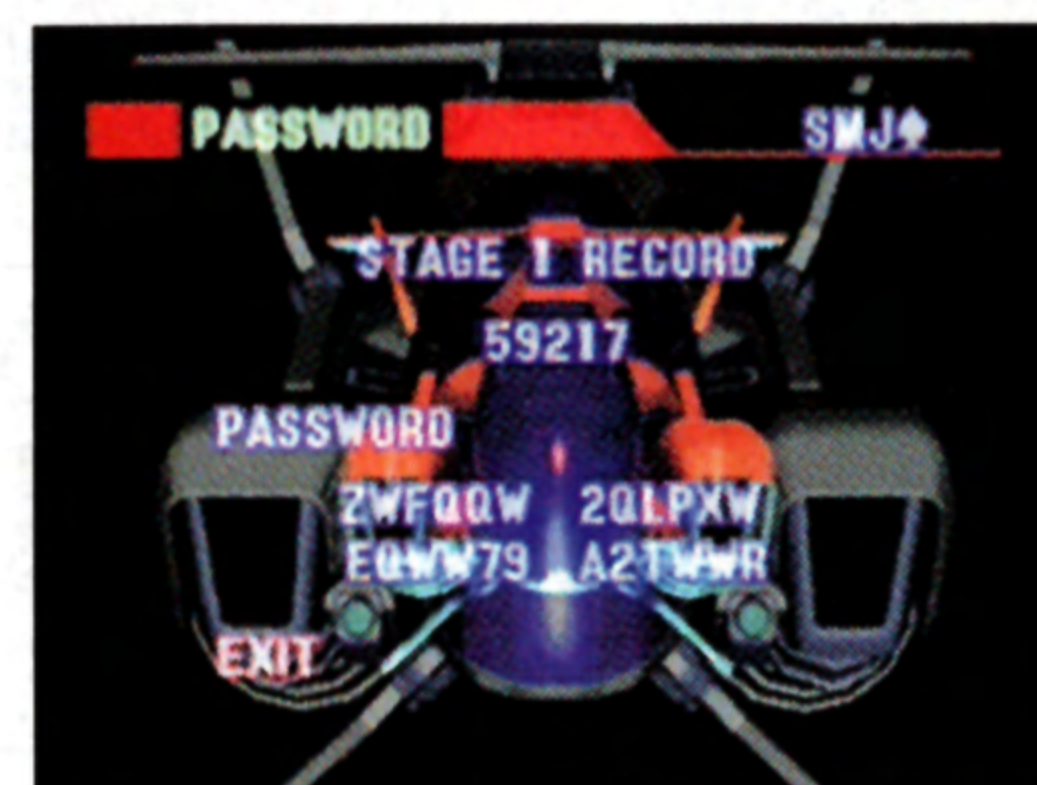 PASSWORD SMJ♠
STAGE 1 RECORD
59217
PASSWORD
ZWFQQW 2QLPXW
EQWW79 A2TWWR
EXIT